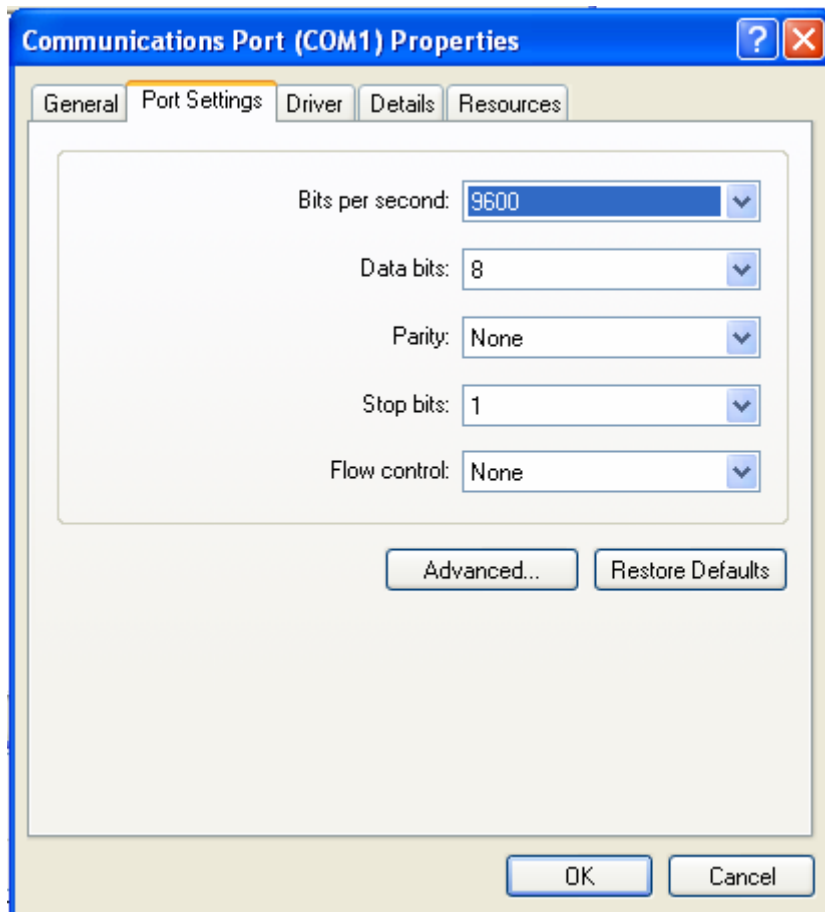 Communications Port (COM1) Properties
General Port Settings Driver Details Resources
Bits per second: 9600
Data bits: 8
Parity: None
Stop bits: 1
Flow control: None
Advanced... Restore Defaults
OK Cancel